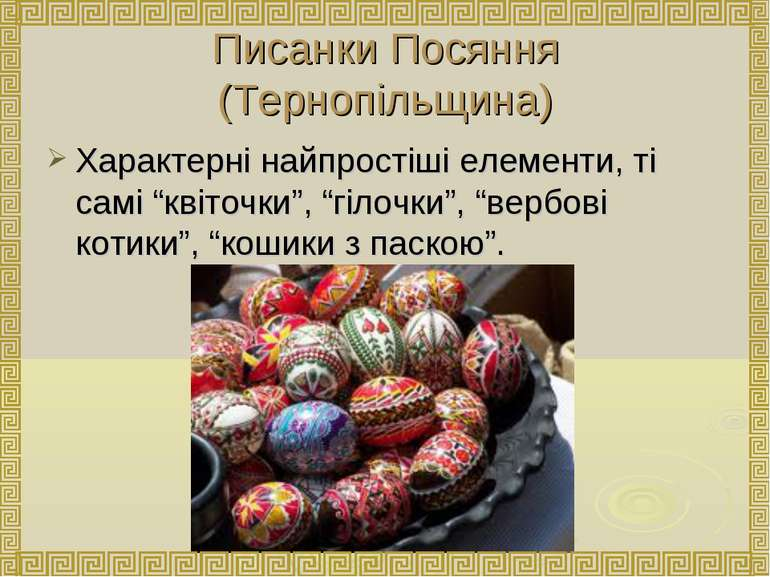 Писанки Посяння
(Тернопільщина)
Характерні найпростіші елементи, ті
самі “квіточки”, “гілочки”, “вербові
котики”, “кошики з паскою”.